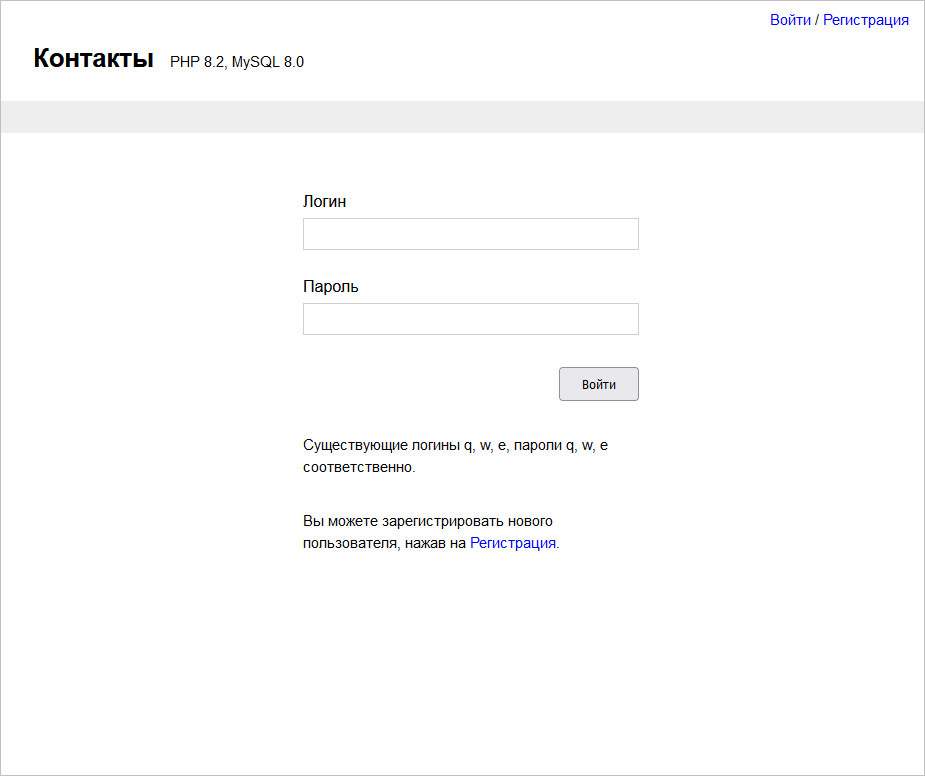 Войти / Регистрация
Контакты PHP 8.2, MySQL 8.0
Логин
Пароль
Войти
Существующие логины q, w, e, пароли q, w, e
соответственно.
Вы можете зарегистрировать нового
пользователя, нажав на Регистрация.